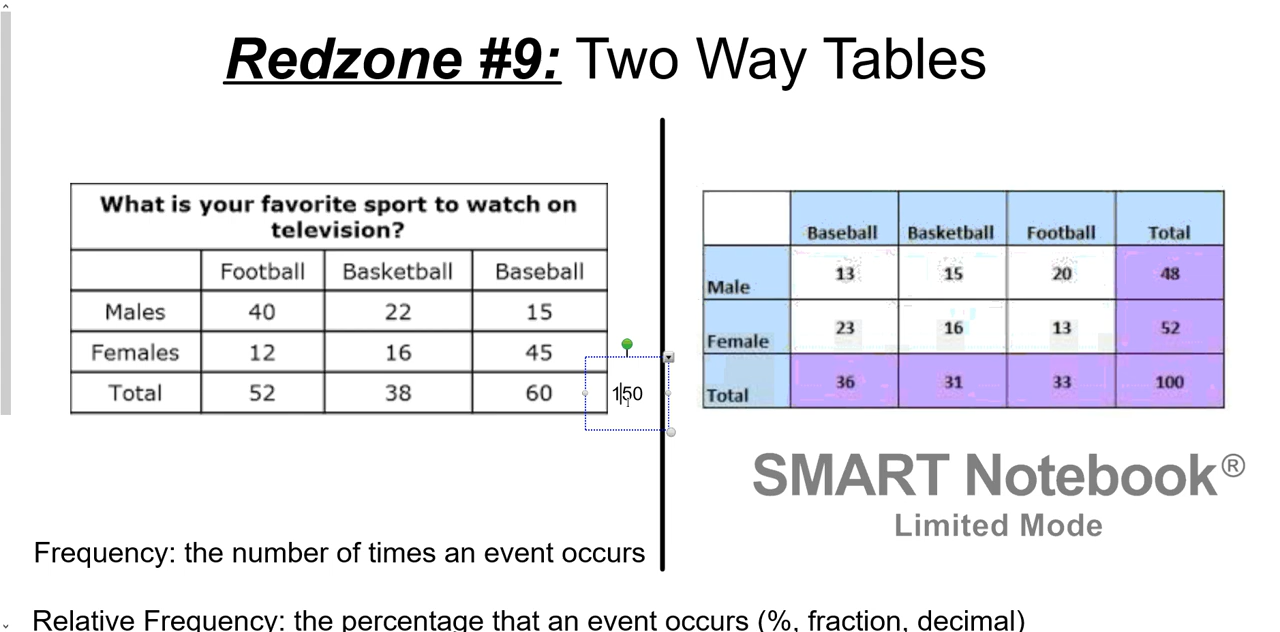 Redzone #9: Two Way Tables
What is your favorite sport to watch on
television?
Football Basketball Baseball
Males 40 22 15
Females 12 16 45
Total 52 38 60 150
Baseball Basketball Football Total
Male 13 15 20 48
Female 23 16 13 52
Total 36 31 33 100
SMART Notebook®
Limited Mode
Frequency: the number of times an event occurs
Relative Frequency: the percentage that an event occurs (%, fraction, decimal)